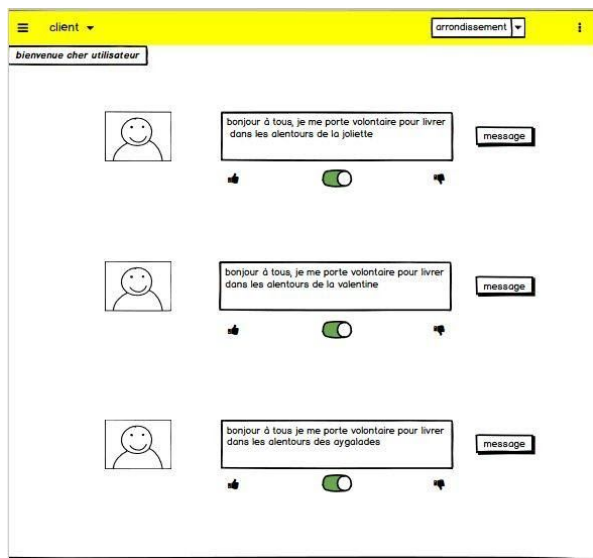 client
arrondissement
bienvenue cher utilisateur
bonjour à tous, je me porte volontaire pour livrer
dans les alentours de la joliette
message
bonjour à tous, je me porte volontaire pour livrer
dans les alentours de la valentine
message
bonjour à tous je me porte volontaire pour livrer
dans les alentours des aygalades
message